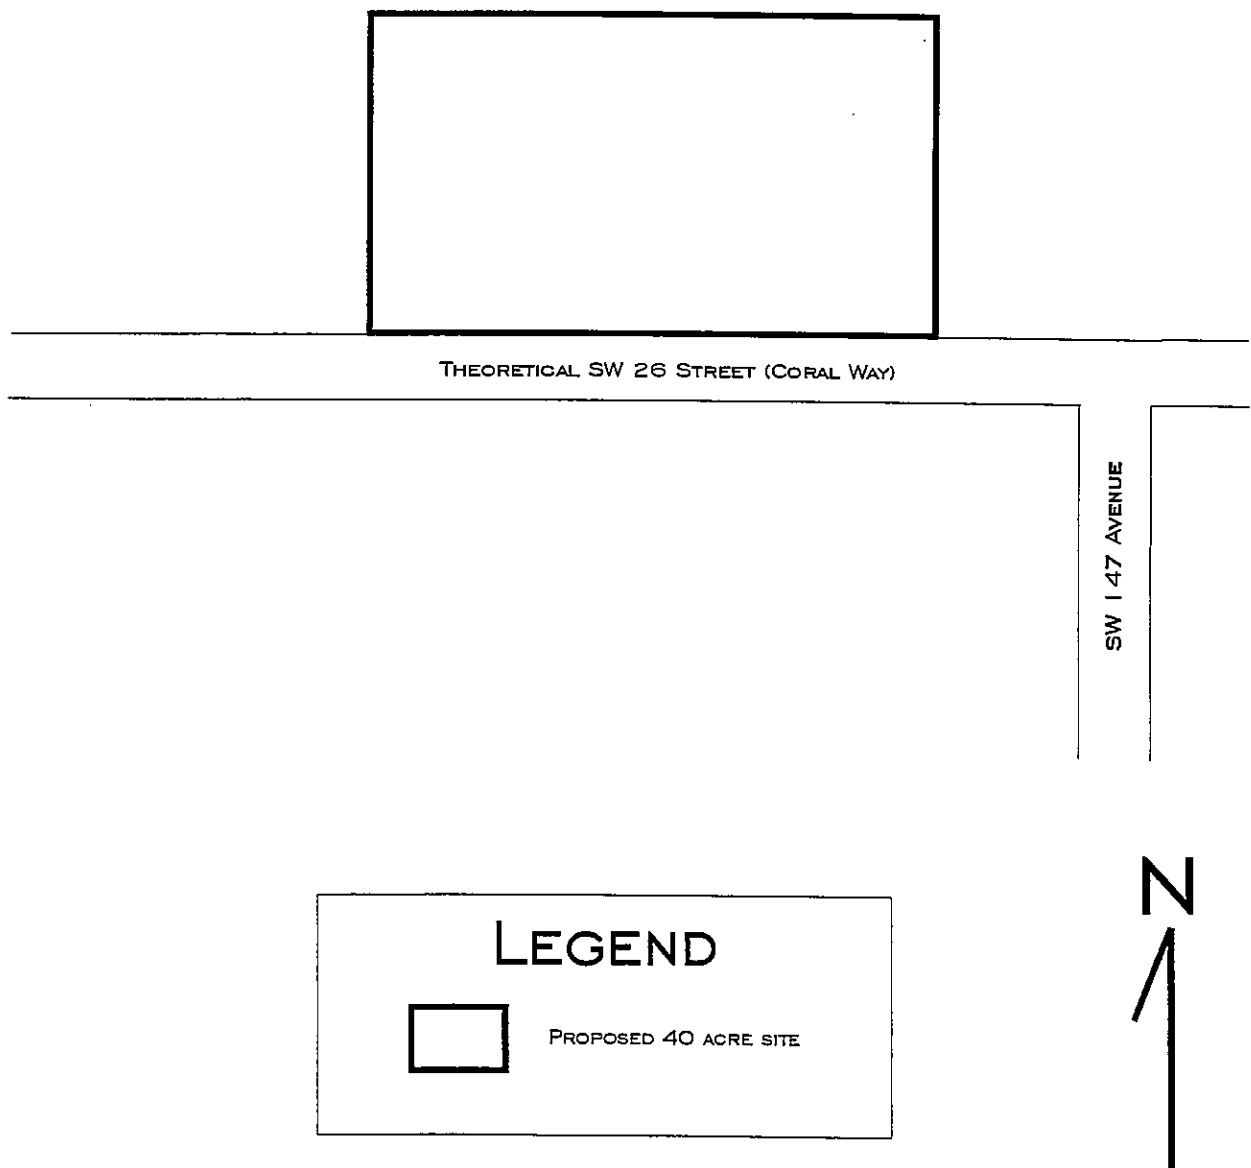 THEORETICAL SW 26 STREET (CORAL WAY)
SW 147 AVENUE
N
LEGEND
PROPOSED 40 ACRE SITE